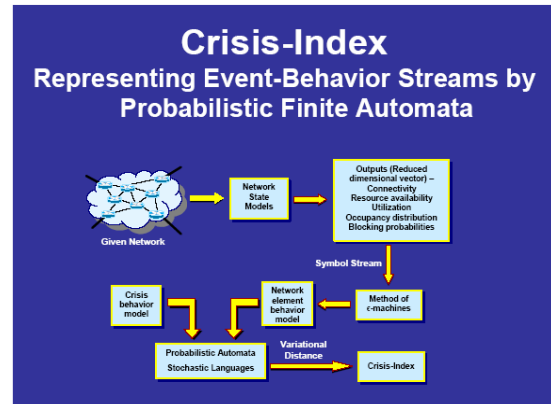 Crisis-Index
Representing Event-Behavior Streams by
Probabilistic Finite Automata
Given Network
Network
State
Models
Outputs (Reduced
dimensional vector) –
Connectivity
Resource availability
Utilization
Occupancy distribution
Blocking probabilities
Symbol Stream
Crisis
behavior
model
Network
element
behavior
model
Method of
ε-machines
Probabilistic Automata
Stochastic Languages
Variational
Distance
Crisis-Index